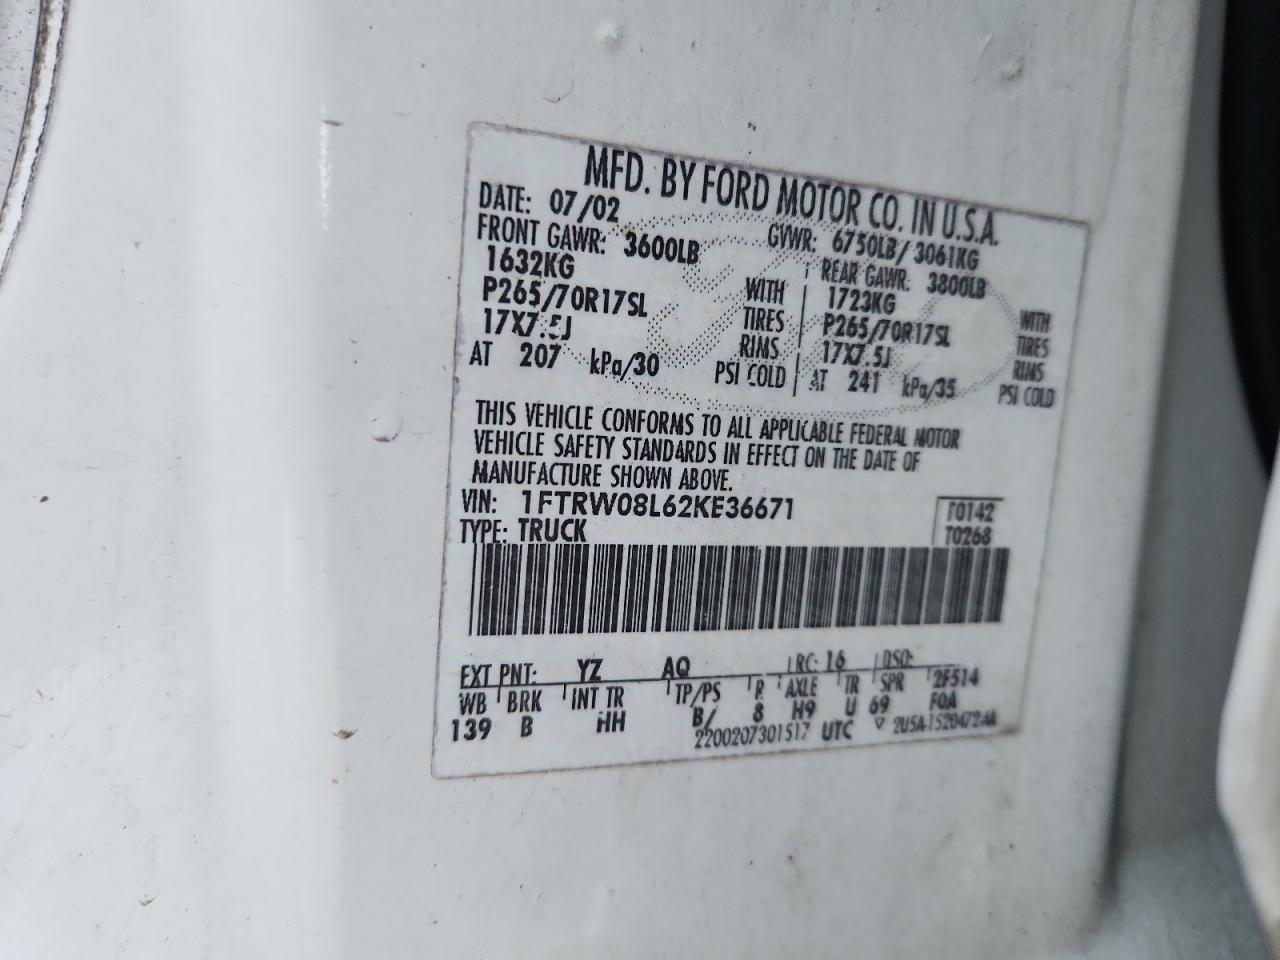 MFD. BY FORD MOTOR CO. IN U.S.A.
DATE: 07/02 GVWR: 6750LB/ 3061KG
FRONT GAWR: 3600LB REAR GAWR: 3800LB
1632KG WITH 1723KG WITH
P265/70R17SL TIRES P265/70R17SL TIRES
17X7.5J RIMS 17X7.5J RIMS
AT 207 kPa/30 PSI COLD AT 241 kPa/35 PSI COLD
THIS VEHICLE CONFORMS TO ALL APPLICABLE FEDERAL MOTOR
VEHICLE SAFETY STANDARDS IN EFFECT ON THE DATE OF
MANUFACTURE SHOWN ABOVE.
VIN: 1FTRW08L62KE36671 F0142
TYPE: TRUCK T0268
EXT PNT: YZ AQ RC: 16 DSO:
WB BRK INT TR TP/PS R AXLE TR SPR 2F514
139 B HH B/ 8 H9 U 69 FOA
2200207301517 UTC ▽ 2U5A-1520472-AA